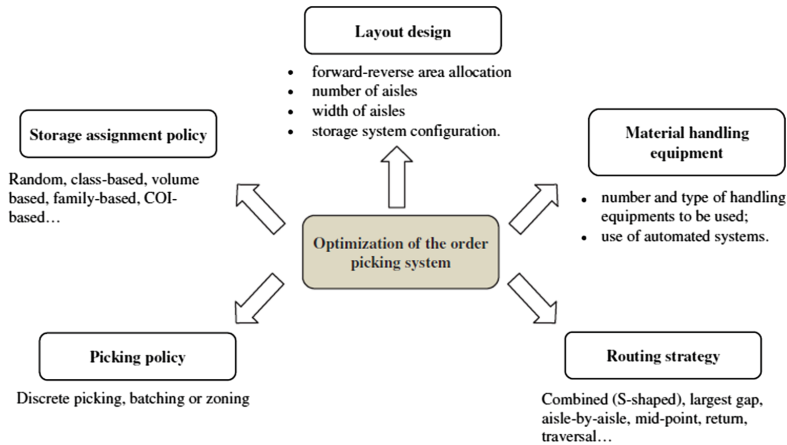 Layout design
• forward-reverse area allocation
• number of aisles
• width of aisles
• storage system configuration.
Storage assignment policy
Random, class-based, volume
based, family-based, COI-
based…
Material handling
equipment
• number and type of handling
equipments to be used;
• use of automated systems.
Optimization of the order
picking system
Picking policy
Discrete picking, batching or zoning
Routing strategy
Combined (S-shaped), largest gap,
aisle-by-aisle, mid-point, return,
traversal…